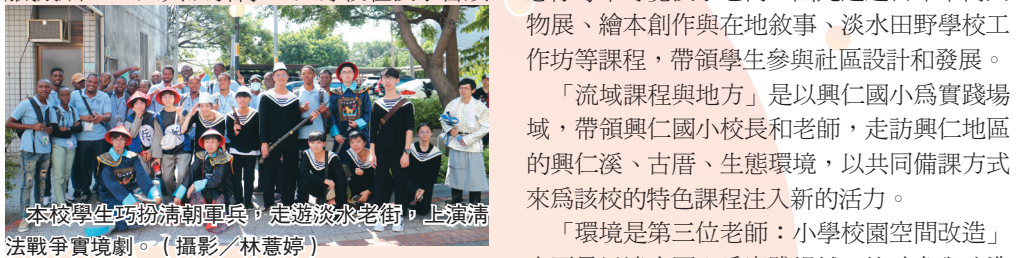 本校學生巧扮清朝軍兵，走遊淡水老街，上演清
法戰爭實境劇。（攝影／林薏婷）
物展、繪本創作與在地敘事、淡水田野學校工
作坊等課程，帶領學生參與社區設計和發展。
「流域課程與地方」是以興仁國小爲實踐場
域，帶領興仁國小校長和老師，走訪興仁地區
的興仁溪、古厝、生態環境，以共同備課方式
來爲該校的特色課程注入新的活力。
「環境是第三位老師：小學校園空間改造」